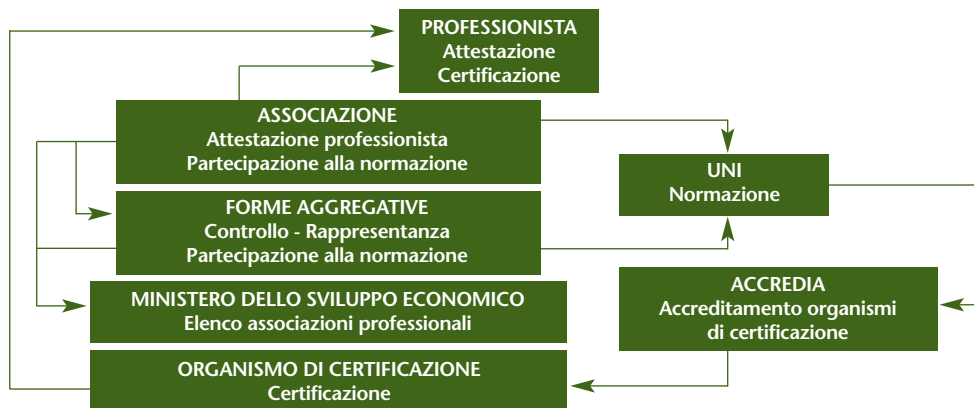 PROFESSIONISTA
Attestazione
Certificazione
ASSOCIAZIONE
Attestazione professionista
Partecipazione alla normazione
UNI
Normazione
FORME AGGREGATIVE
Controllo - Rappresentanza
Partecipazione alla normazione
MINISTERO DELLO SVILUPPO ECONOMICO
Elenco associazioni professionali
ACCREDIA
Accreditamento organismi
di certificazione
ORGANISMO DI CERTIFICAZIONE
Certificazione